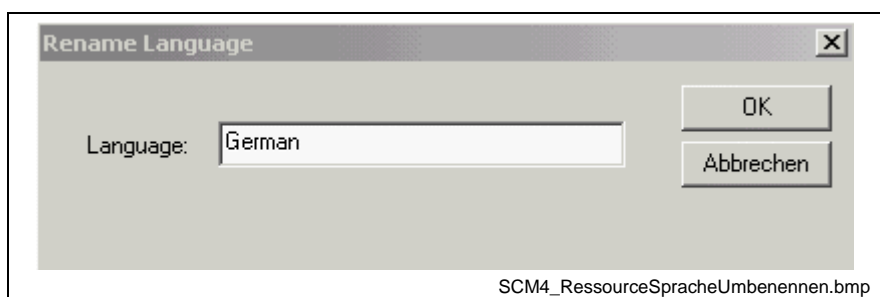 Rename Language
OK
Language: German
Abbrechen
SCM4_RessourceSpracheUmbenennen.bmp